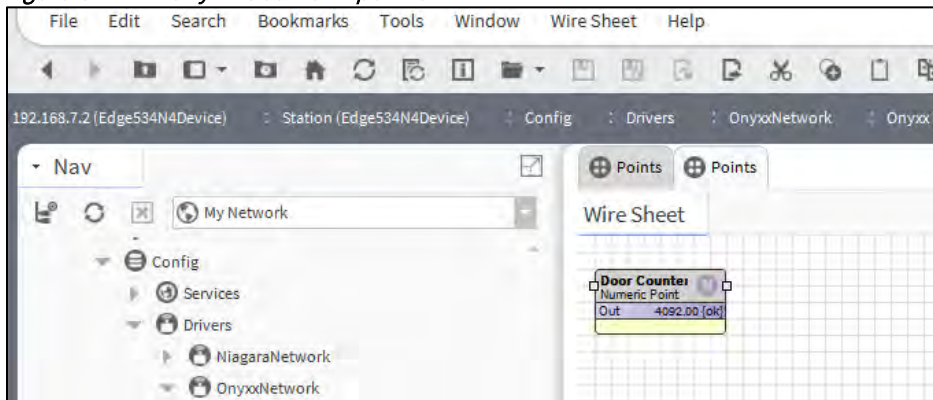 File Edit Search Bookmarks Tools Window Wire Sheet Help
192.168.7.2 (Edge534N4Device) : Station (Edge534N4Device) : Config : Drivers : OnyxxNetwork : Onyxx
Nav
Points Points
My Network
Wire Sheet
Config
Services
Drivers
NiagaraNetwork
OnyxxNetwork
Door Counter
Numeric Point
Out 4092.00 [ok]